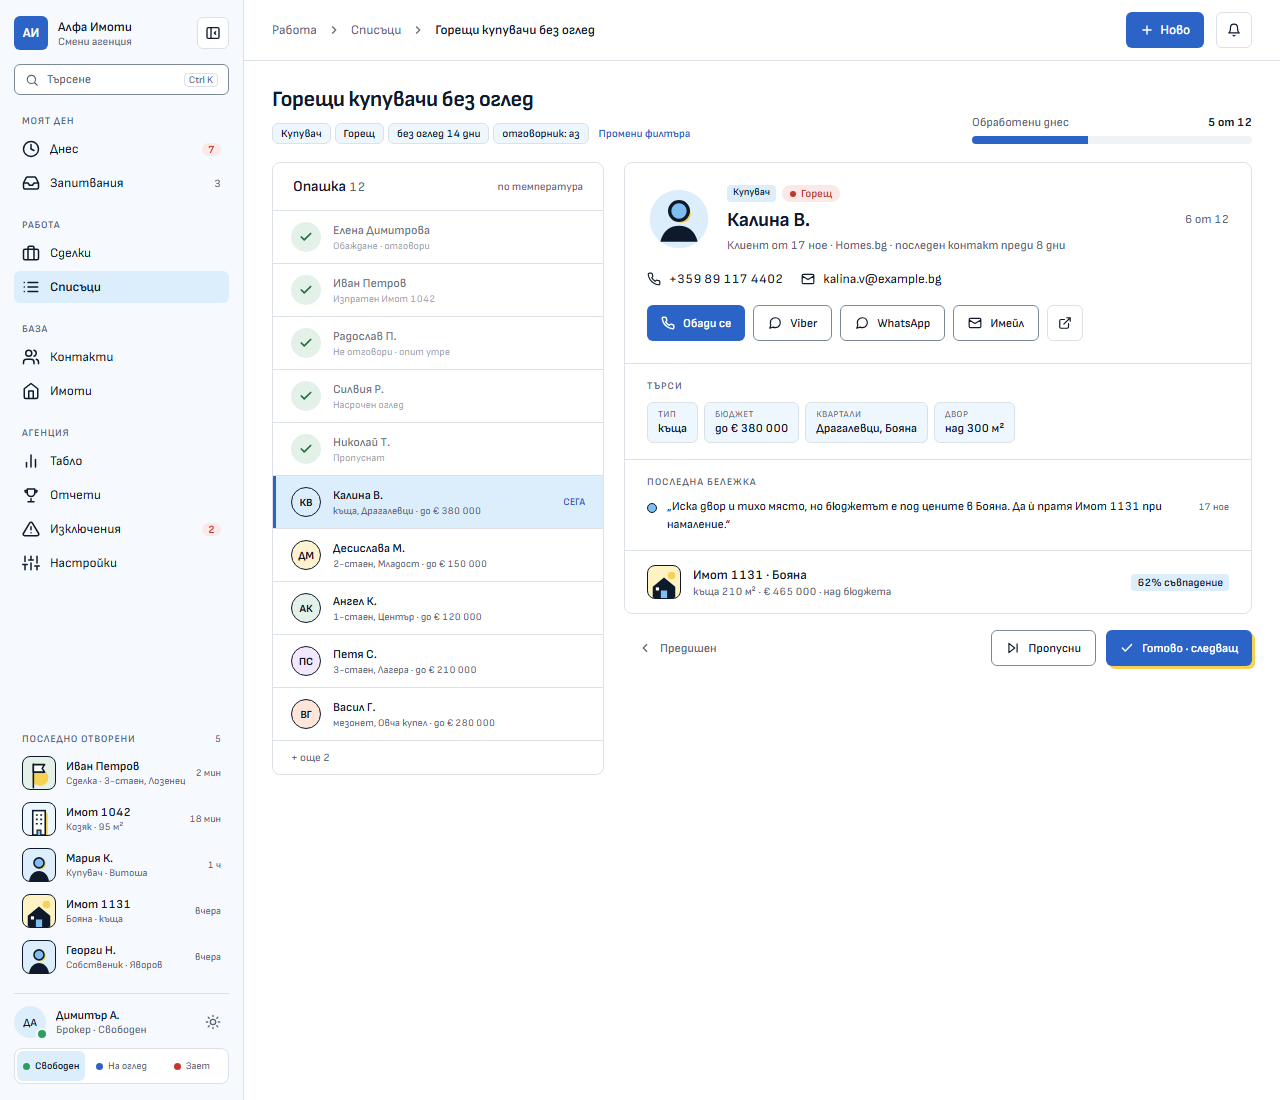 АИ
Алфа Имоти
Смени агенция
Търсене
Ctrl K
МОЯТ ДЕН
Днес
7
Запитвания
3
РАБОТА
Сделки
Списъци
БАЗА
Контакти
Имоти
АГЕНЦИЯ
Табло
Отчети
Изключения
2
Настройки
ПОСЛЕДНО ОТВОРЕНИ
5
Иван Петров
Сделка · 3-стаен, Лозенец
2 мин
Имот 1042
Козяк · 95 м²
18 мин
Мария К.
Купувач · Витоша
1 ч
Имот 1131
Бояна · къща
вчера
Георги Н.
Собственик · Яворов
вчера
ДА
Димитър А.
Брокер · Свободен
Свободен
На оглед
Зает
Работа
Списъци
Горещи купувачи без оглед
Ново
Горещи купувачи без оглед
Купувач
Горещ
без оглед 14 дни
отговорник: аз
Промени филтъра
Обработени днес
5 от 12
Опашка 12
по температура
Елена Димитрова
Обаждане · отговори
Иван Петров
Изпратен Имот 1042
Радослав П.
Не отговори · опит утре
Силвия Р.
Насрочен оглед
Николай Т.
Пропуснат
КВ
Калина В.
къща, Драгалевци · до € 380 000
СЕГА
ДМ
Десислава М.
2-стаен, Младост · до € 150 000
АК
Ангел К.
1-стаен, Център · до € 120 000
ПС
Петя С.
3-стаен, Лагера · до € 210 000
ВГ
Васил Г.
мезонет, Овча купел · до € 280 000
+ още 2
Купувач
Горещ
Калина В.
6 от 12
Клиент от 17 ное · Homes.bg · последен контакт преди 8 дни
+359 89 117 4402
kalina.v@example.bg
Обади се
Viber
WhatsApp
Имейл
ТЪРСИ
ТИП
къща
БЮДЖЕТ
до € 380 000
КВАРТАЛИ
Драгалевци, Бояна
ДВОР
над 300 м²
ПОСЛЕДНА БЕЛЕЖКА
„Иска двор и тихо място, но бюджетът е под цените в Бояна. Да ѝ пратя Имот 1131 при
намаление.“
17 ное
Имот 1131 · Бояна
къща 210 м² · € 465 000 · над бюджета
62% съвпадение
Предишен
Пропусни
Готово · следващ